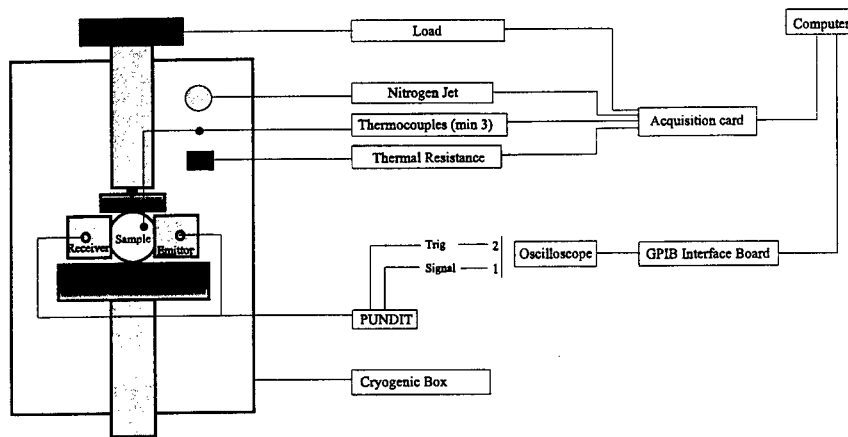 Load
Computer
Nitrogen Jet
Thermocouples (min 3)
Acquisition card
Thermal Resistance
Receiver
Sample
Emittor
Trig 2
Signal 1
Oscilloscope
GPIB Interface Board
PUNDIT
Cryogenic Box